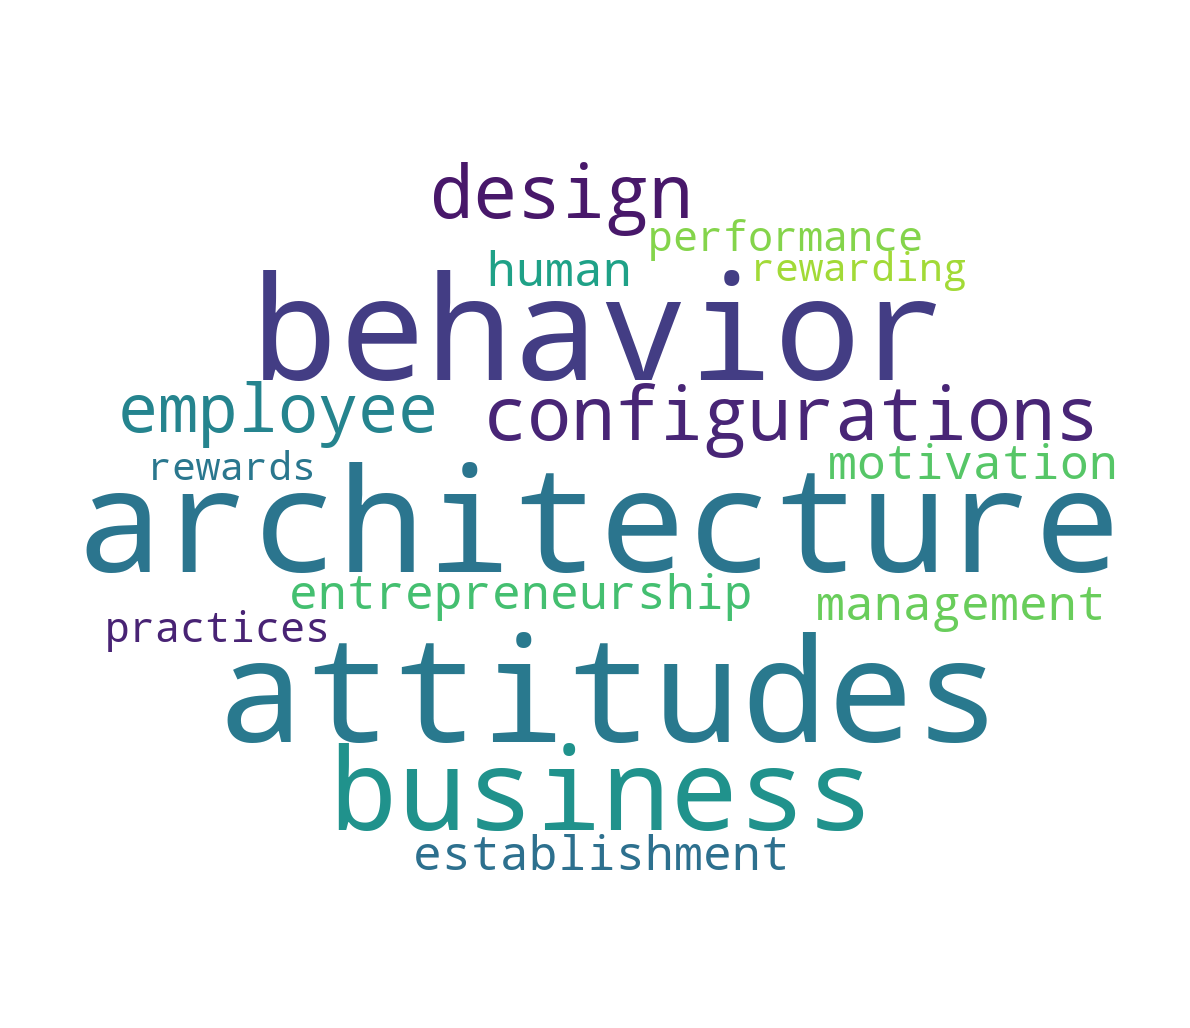 design
performance
human
rewarding
behavior
employee
configurations
rewards
motivation
architecture
entrepreneurship
management
practices
attitudes
business
establishment